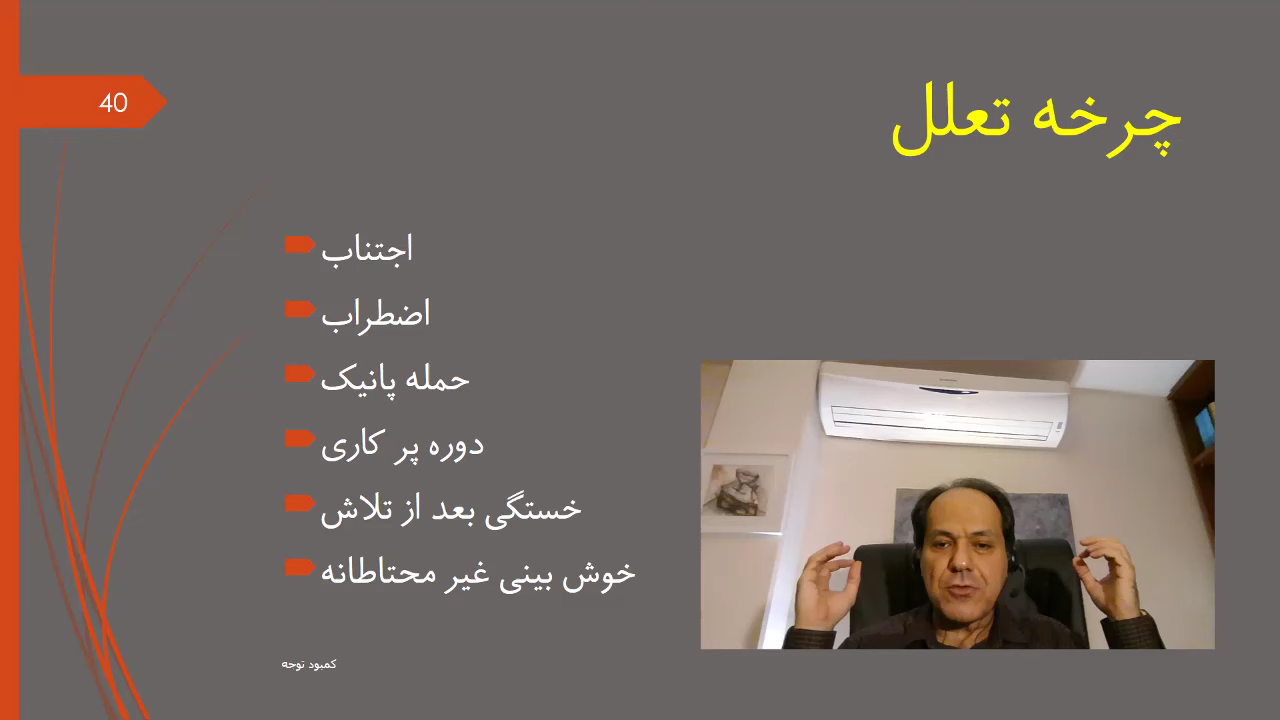 40
چرخه تعلل
اجتناب
اضطراب
حمله پانیک
دوره پر کاری
خستگی بعد از تلاش
خوش بینی غیر محتاطانه
کمبود توجه